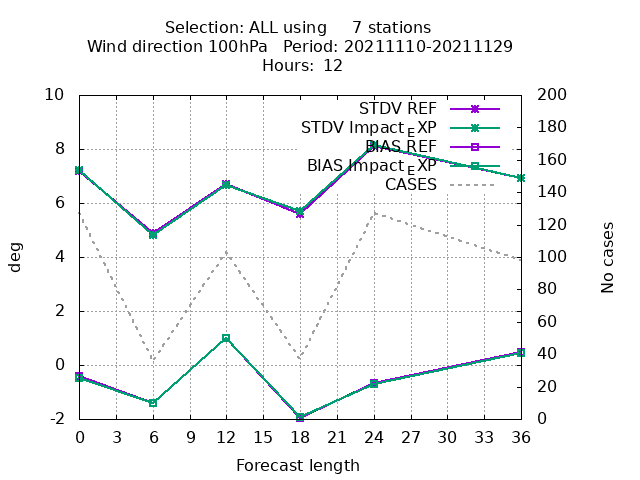 Selection: ALL using 7 stations
Wind direction 100hPa Period: 20211110-20211129
Hours: 12
10 200
STDV REF
180
STDV Impact_EXP
8 BIAS REF
160
BIAS Impact_EXP
CASES
6 140
120
4 100
80
2
60
0 40
20
-2 0
deg
No cases
0 3 6 9 12 15 18 21 24 27 30 33 36
Forecast length